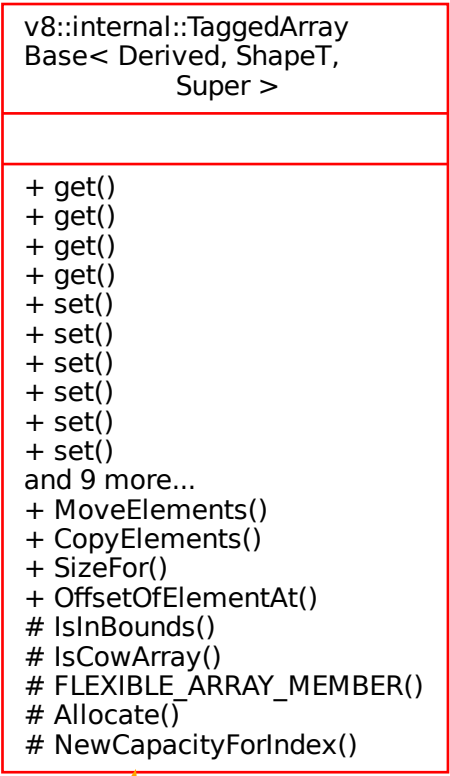 v8::internal::TaggedArray
Base< Derived, ShapeT,
Super >
+ get()
+ get()
+ get()
+ get()
+ set()
+ set()
+ set()
+ set()
+ set()
+ set()
and 9 more...
+ MoveElements()
+ CopyElements()
+ SizeFor()
+ OffsetOfElementAt()
# IsInBounds()
# IsCowArray()
# FLEXIBLE_ARRAY_MEMBER()
# Allocate()
# NewCapacityForIndex()